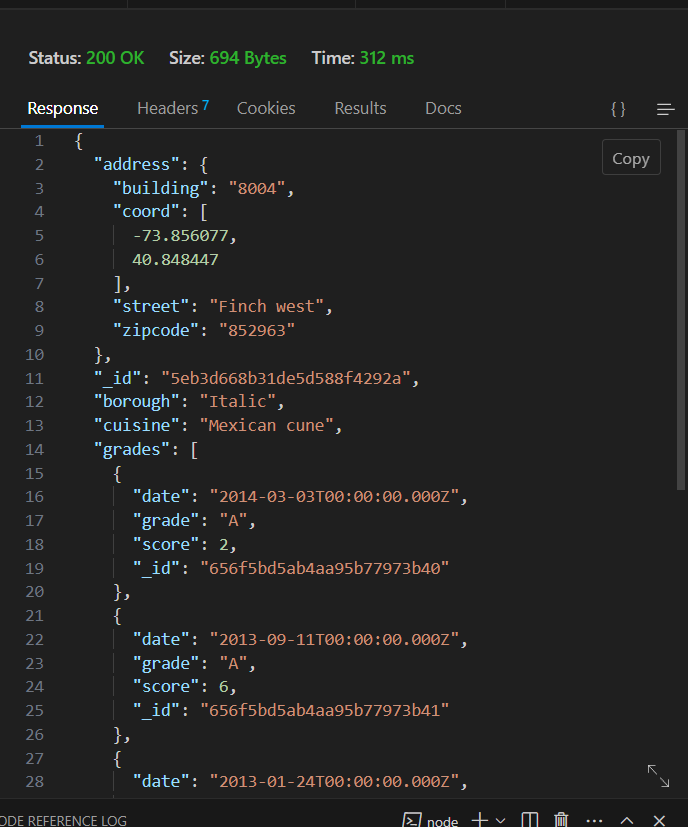 Status: 200 OK Size: 694 Bytes Time: 312 ms
Response Headers 7 Cookies Results Docs {}
Copy
1 {
2 "address": {
3 "building": "8004",
4 "coord": [
5 -73.856077,
6 40.848447
7 ],
8 "street": "Finch west",
9 "zipcode": "852963"
10 },
11 "_id": "5eb3d668b31de5d588f4292a",
12 "borough": "Italic",
13 "cuisine": "Mexican cune",
14 "grades": [
15 {
16 "date": "2014-03-03T00:00:00.000Z",
17 "grade": "A",
18 "score": 2,
19 "_id": "656f5bd5ab4aa95b77973b40"
20 },
21 {
22 "date": "2013-09-11T00:00:00.000Z",
23 "grade": "A",
24 "score": 6,
25 "_id": "656f5bd5ab4aa95b77973b41"
26 },
27 {
28 "date": "2013-01-24T00:00:00.000Z",
ODE REFERENCE LOG node